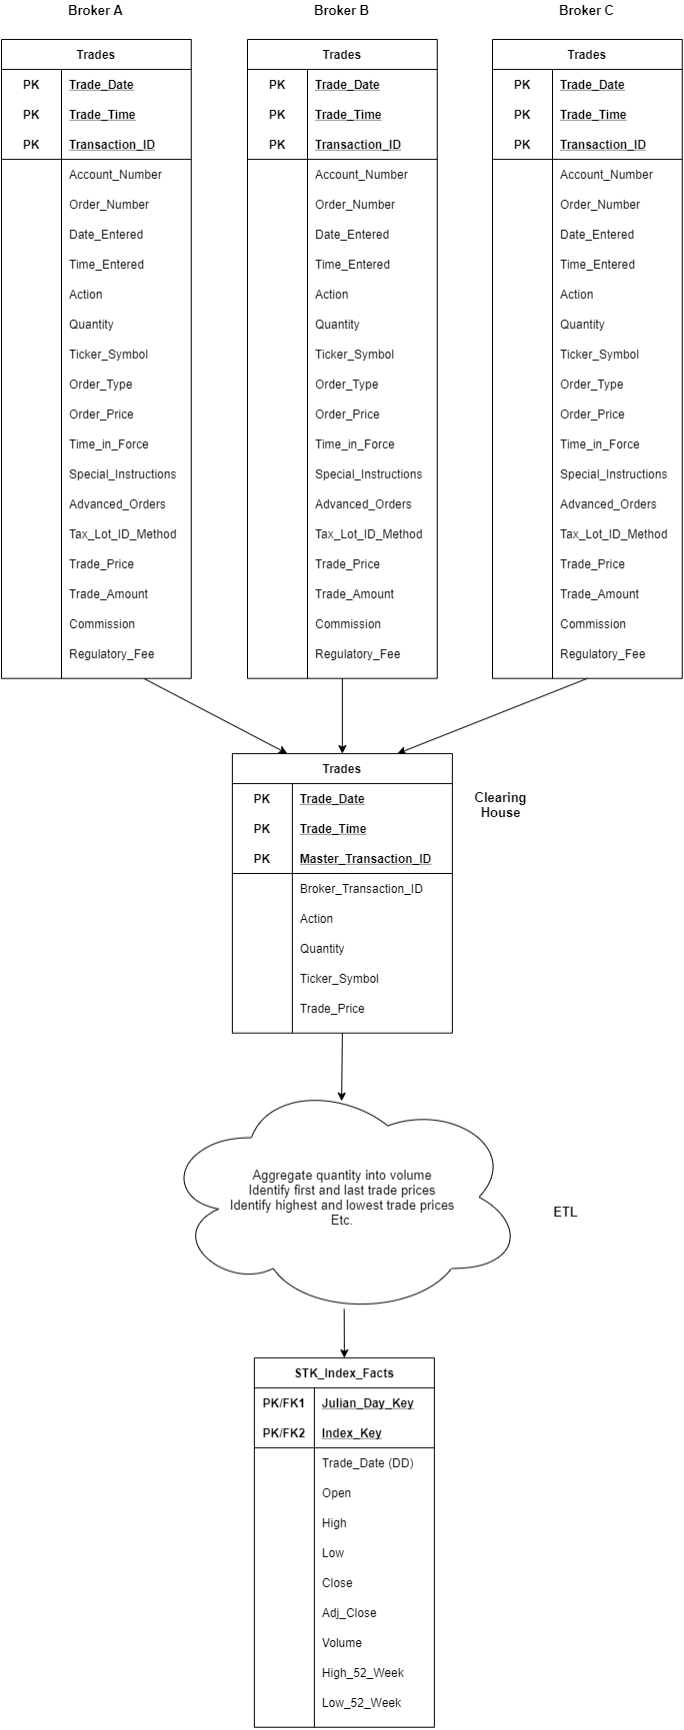 Broker A
Broker B
Broker C
Trades
Trades
Trades
PK Trade_Date
PK Trade_Time
PK Transaction_ID
Account_Number
Order_Number
Date_Entered
Time_Entered
Action
Quantity
Ticker_Symbol
Order_Type
Order_Price
Time_in_Force
Special_Instructions
Advanced_Orders
Tax_Lot_ID_Method
Trade_Price
Trade_Amount
Commission
Regulatory_Fee
PK Trade_Date
PK Trade_Time
PK Transaction_ID
Account_Number
Order_Number
Date_Entered
Time_Entered
Action
Quantity
Ticker_Symbol
Order_Type
Order_Price
Time_in_Force
Special_Instructions
Advanced_Orders
Tax_Lot_ID_Method
Trade_Price
Trade_Amount
Commission
Regulatory_Fee
PK Trade_Date
PK Trade_Time
PK Transaction_ID
Account_Number
Order_Number
Date_Entered
Time_Entered
Action
Quantity
Ticker_Symbol
Order_Type
Order_Price
Time_in_Force
Special_Instructions
Advanced_Orders
Tax_Lot_ID_Method
Trade_Price
Trade_Amount
Commission
Regulatory_Fee
Trades
PK Trade_Date
PK Trade_Time
PK Master_Transaction_ID
Broker_Transaction_ID
Action
Quantity
Ticker_Symbol
Trade_Price
Clearing
House
Aggregate quantity into volume
Identify first and last trade prices
Identify highest and lowest trade prices
Etc.
ETL
STK_Index_Facts
PK/FK1 Julian_Day_Key
PK/FK2 Index_Key
Trade_Date (DD)
Open
High
Low
Close
Adj_Close
Volume
High_52_Week
Low_52_Week